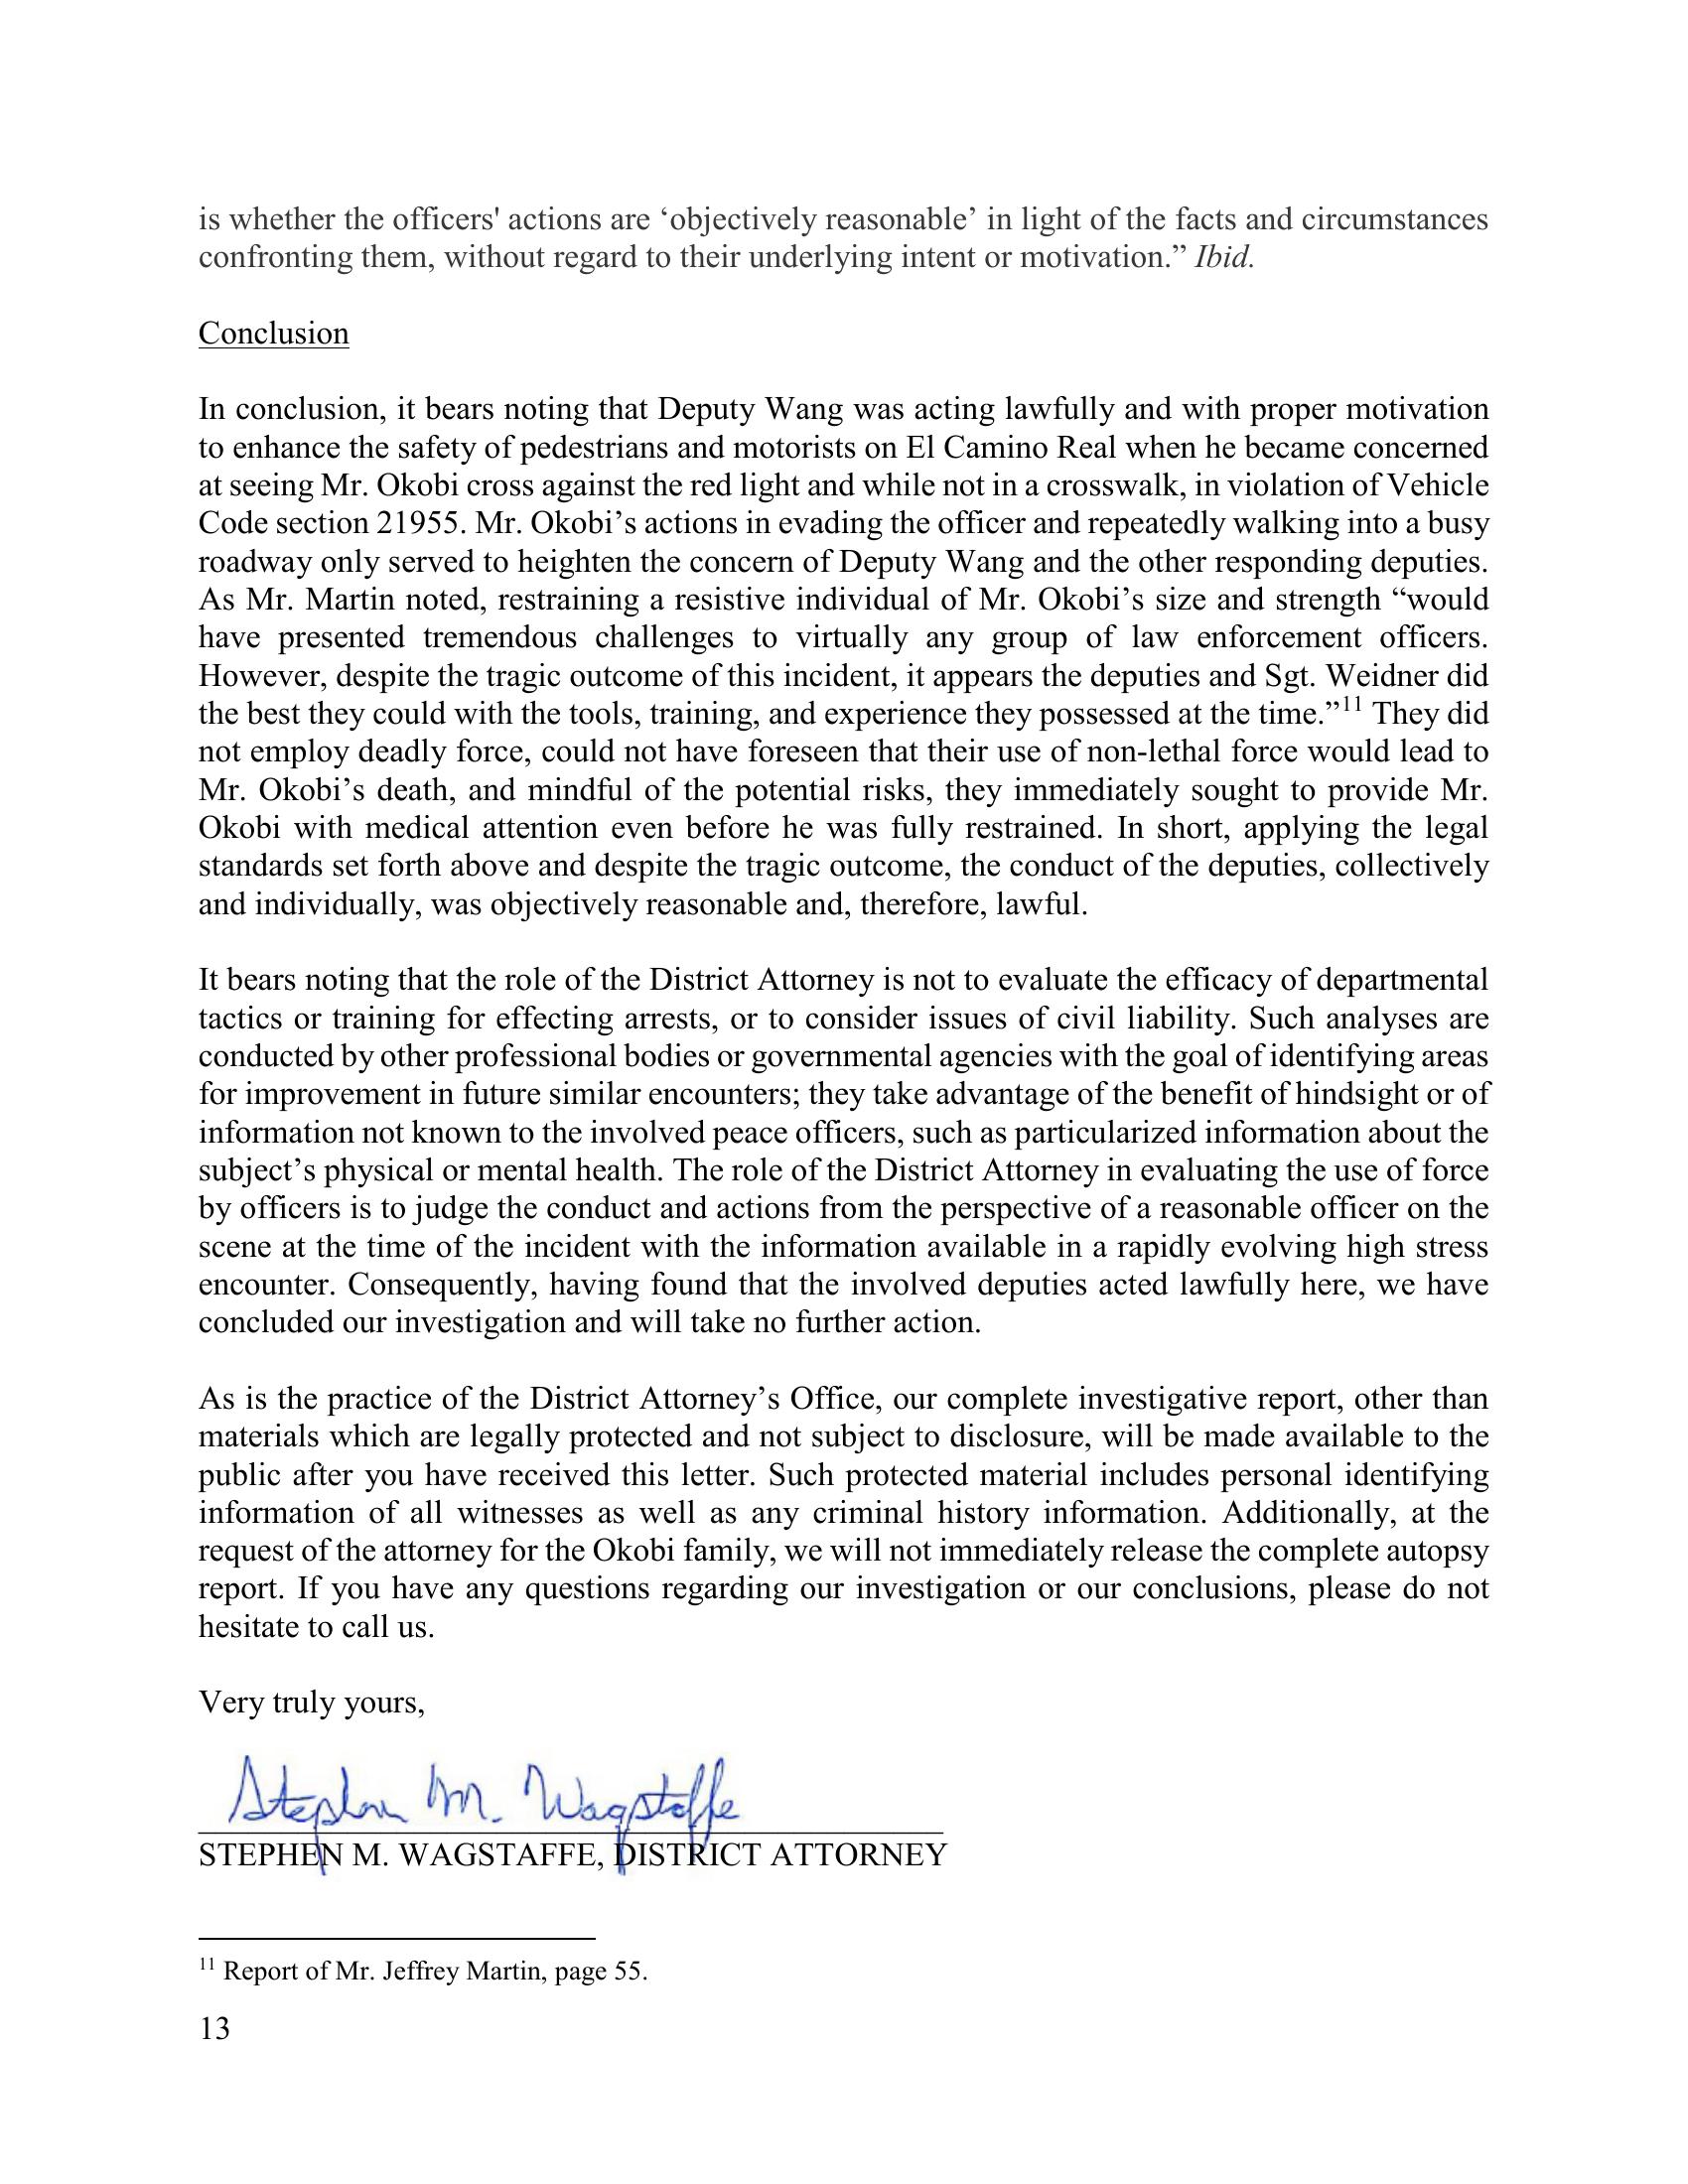 is whether the officers' actions are ‘objectively reasonable’ in light of the facts and circumstances
confronting them, without regard to their underlying intent or motivation.” Ibid.
Conclusion
In conclusion, it bears noting that Deputy Wang was acting lawfully and with proper motivation
to enhance the safety of pedestrians and motorists on El Camino Real when he became concerned
at seeing Mr. Okobi cross against the red light and while not in a crosswalk, in violation of Vehicle
Code section 21955. Mr. Okobi’s actions in evading the officer and repeatedly walking into a busy
roadway only served to heighten the concern of Deputy Wang and the other responding deputies.
As Mr. Martin noted, restraining a resistive individual of Mr. Okobi’s size and strength “would
have presented tremendous challenges to virtually any group of law enforcement officers.
However, despite the tragic outcome of this incident, it appears the deputies and Sgt. Weidner did
the best they could with the tools, training, and experience they possessed at the time.”11 They did
not employ deadly force, could not have foreseen that their use of non-lethal force would lead to
Mr. Okobi’s death, and mindful of the potential risks, they immediately sought to provide Mr.
Okobi with medical attention even before he was fully restrained. In short, applying the legal
standards set forth above and despite the tragic outcome, the conduct of the deputies, collectively
and individually, was objectively reasonable and, therefore, lawful.
It bears noting that the role of the District Attorney is not to evaluate the efficacy of departmental
tactics or training for effecting arrests, or to consider issues of civil liability. Such analyses are
conducted by other professional bodies or governmental agencies with the goal of identifying areas
for improvement in future similar encounters; they take advantage of the benefit of hindsight or of
information not known to the involved peace officers, such as particularized information about the
subject’s physical or mental health. The role of the District Attorney in evaluating the use of force
by officers is to judge the conduct and actions from the perspective of a reasonable officer on the
scene at the time of the incident with the information available in a rapidly evolving high stress
encounter. Consequently, having found that the involved deputies acted lawfully here, we have
concluded our investigation and will take no further action.
As is the practice of the District Attorney’s Office, our complete investigative report, other than
materials which are legally protected and not subject to disclosure, will be made available to the
public after you have received this letter. Such protected material includes personal identifying
information of all witnesses as well as any criminal history information. Additionally, at the
request of the attorney for the Okobi family, we will not immediately release the complete autopsy
report. If you have any questions regarding our investigation or our conclusions, please do not
hesitate to call us.
Very truly yours,
Stephen M. Wagstaffe
STEPHEN M. WAGSTAFFE, DISTRICT ATTORNEY
11 Report of Mr. Jeffrey Martin, page 55.
13